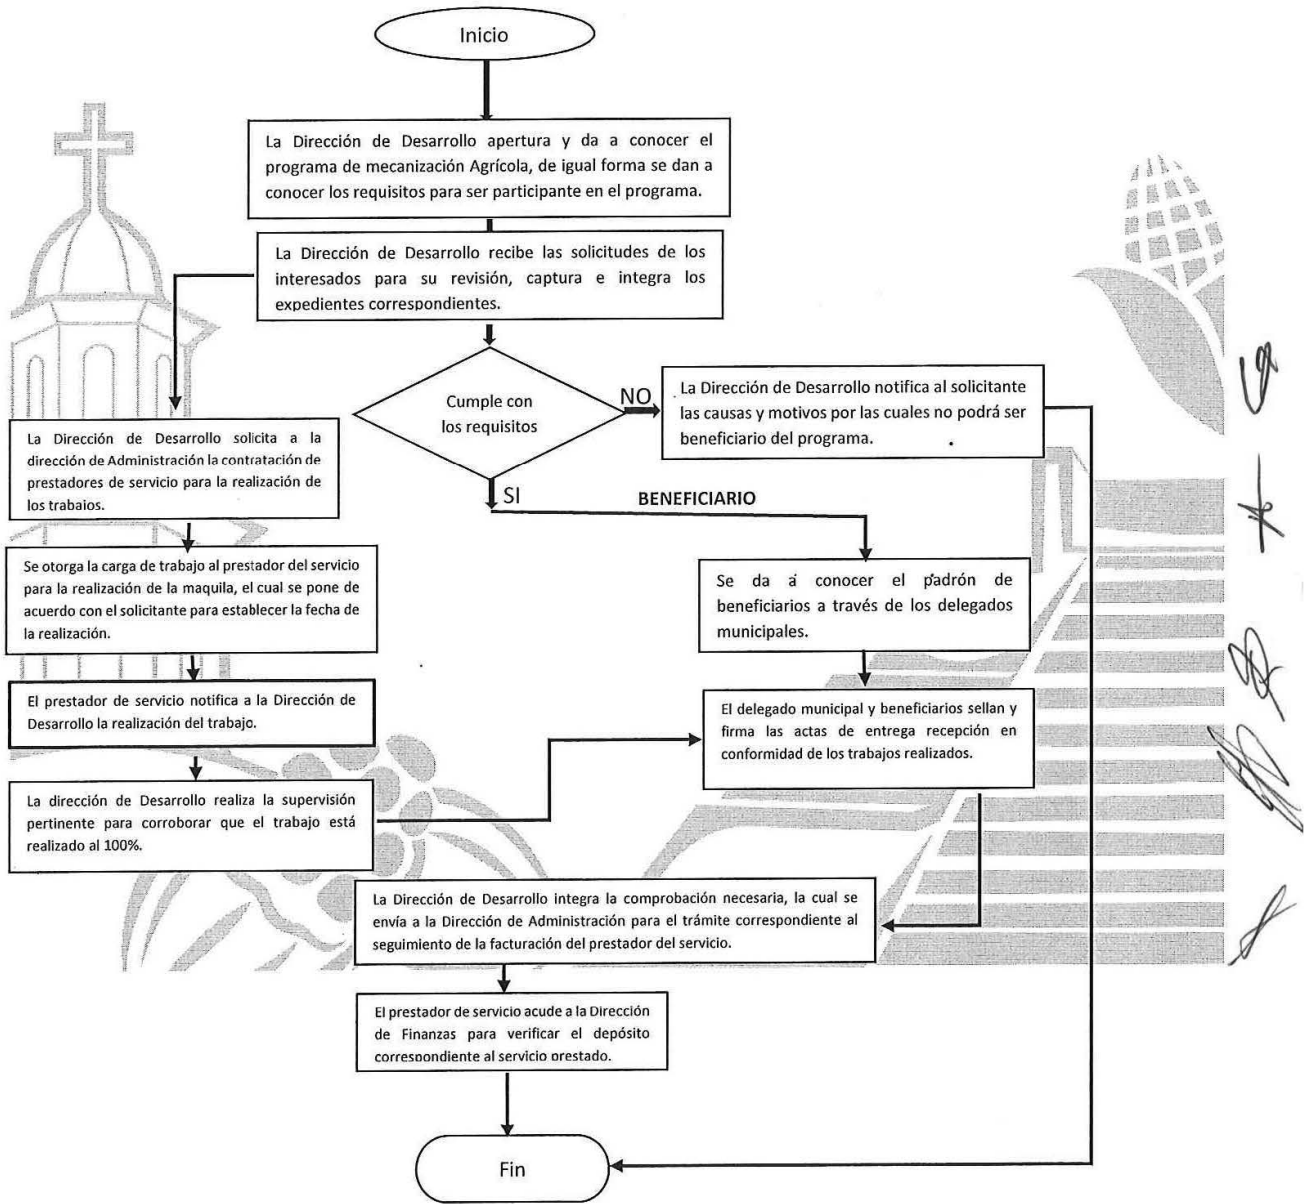 Inicio
La Dirección de Desarrollo apertura y da a conocer el
programa de mecanización Agrícola, de igual forma se dan a
conocer los requisitos para ser participante en el programa.
La Dirección de Desarrollo recibe las solicitudes de los
interesados para su revisión, captura e integra los
expedientes correspondientes.
Cumple con
los requisitos
NO
La Dirección de Desarrollo notifica al solicitante
las causas y motivos por las cuales no podrá ser
beneficiario del programa.
La Dirección de Desarrollo solicita a la
dirección de Administración la contratación de
prestadores de servicio para la realización de
los trabajos.
SI
BENEFICIARIO
Se otorga la carga de trabajo al prestador del servicio
para la realización de la maquila, el cual se pone de
acuerdo con el solicitante para establecer la fecha de
la realización.
Se da a conocer el padrón de
beneficiarios a través de los delegados
municipales.
El prestador de servicio notifica a la Dirección de
Desarrollo la realización del trabajo.
El delegado municipal y beneficiarios sellan y
firma las actas de entrega recepción en
conformidad de los trabajos realizados.
La dirección de Desarrollo realiza la supervisión
pertinente para corroborar que el trabajo está
realizado al 100%.
La Dirección de Desarrollo integra la comprobación necesaria, la cual se
envía a la Dirección de Administración para el trámite correspondiente al
seguimiento de la facturación del prestador del servicio.
El prestador de servicio acude a la Dirección
de Finanzas para verificar el depósito
correspondiente al servicio prestado.
Fin